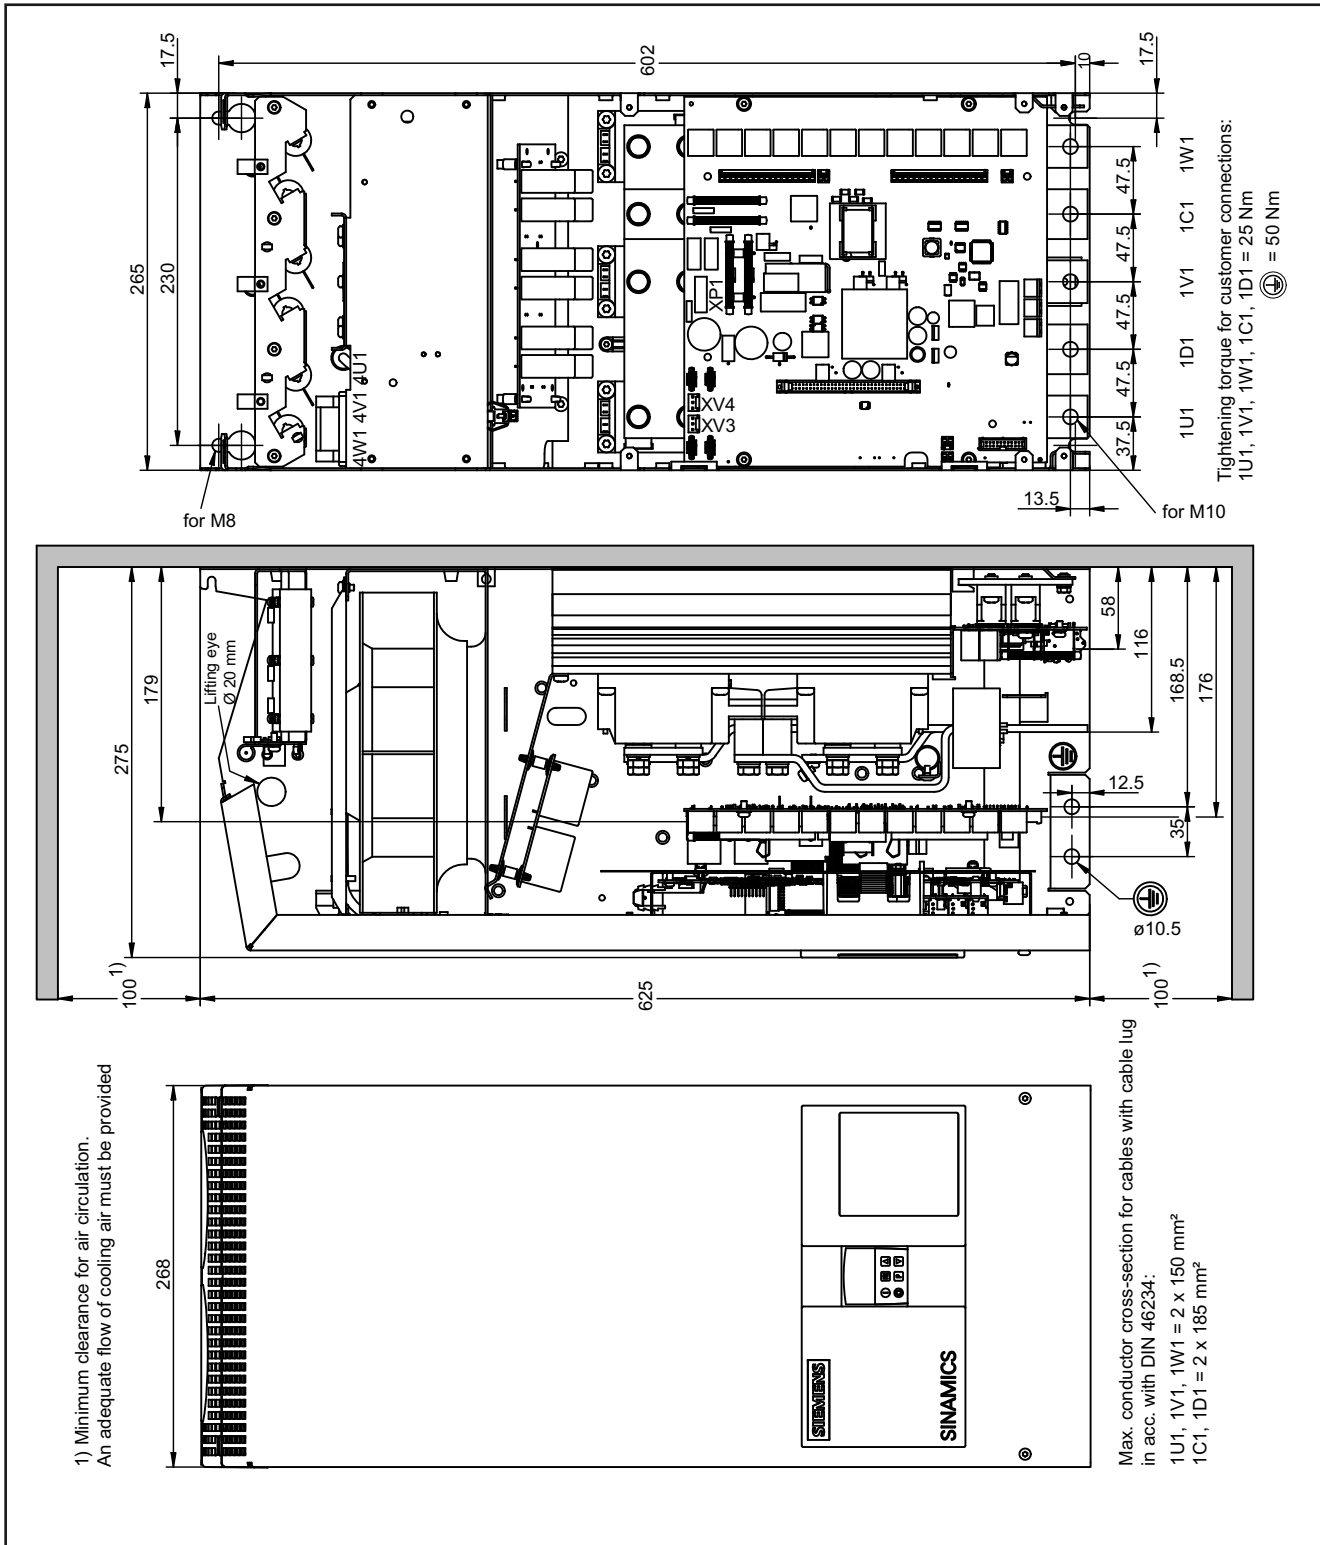 17.5
602
10
17.5
265
230
47.5
47.5
47.5
47.5
37.5
13.5
XP1
XV4
XV3
4W1 4V1 4U1
for M8
for M10
1U1
1D1
1V1
1C1
1W1
Tightening torque for customer connections:
1U1, 1V1, 1W1, 1C1, 1D1 = 25 Nm
= 50 Nm
Lifting eye
Ø 20 mm
179
275
58
116
168.5
176
12.5
35
ø10.5
100 1)
625
100 1)
268
1) Minimum clearance for air circulation.
An adequate flow of cooling air must be provided
SIEMENS
SINAMICS
P
Max. conductor cross-section for cables with cable lug
in acc. with DIN 46234:
1U1, 1V1, 1W1 = 2 x 150 mm²
1C1, 1D1 = 2 x 185 mm²